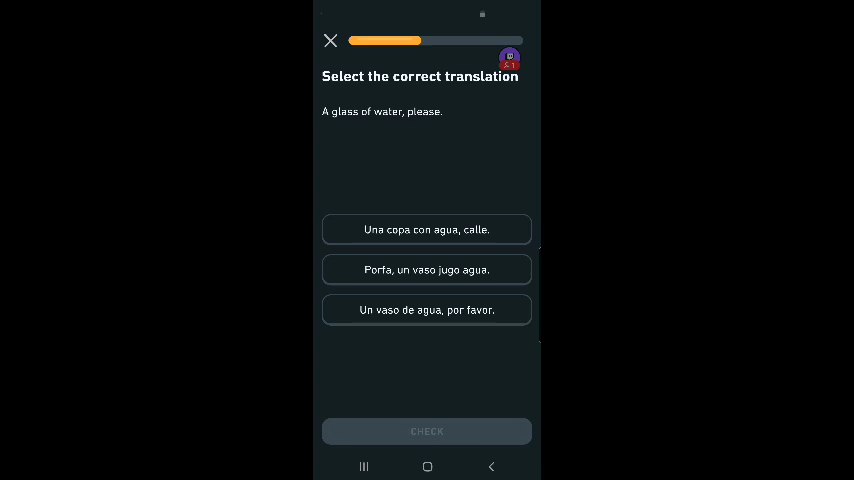 Select the correct translation
A glass of water, please.
Una copa con agua, calle.
Porfa, un vaso jugo agua.
Un vaso de agua, por favor.
CHECK